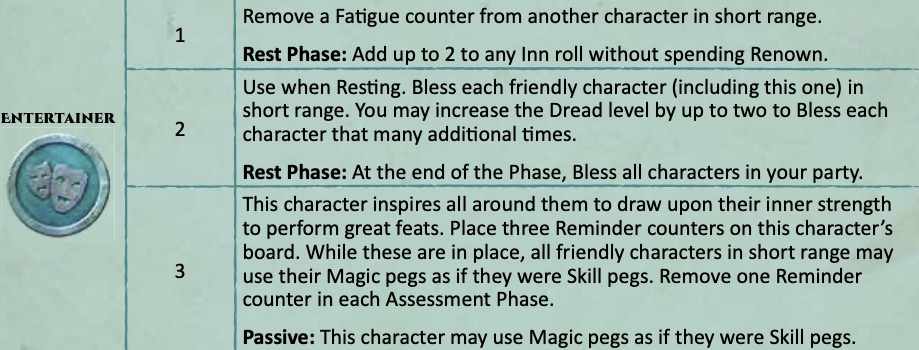 1
Remove a Fatigue counter from another character in short range.
Rest Phase: Add up to 2 to any Inn roll without spending Renown.
ENTERTAINER
2
Use when Resting. Bless each friendly character (including this one) in
short range. You may increase the Dread level by up to two to Bless each
character that many additional times.
Rest Phase: At the end of the Phase, Bless all characters in your party.
3
This character inspires all around them to draw upon their inner strength
to perform great feats. Place three Reminder counters on this character’s
board. While these are in place, all friendly characters in short range may
use their Magic pegs as if they were Skill pegs. Remove one Reminder
counter in each Assessment Phase.
Passive: This character may use Magic pegs as if they were Skill pegs.